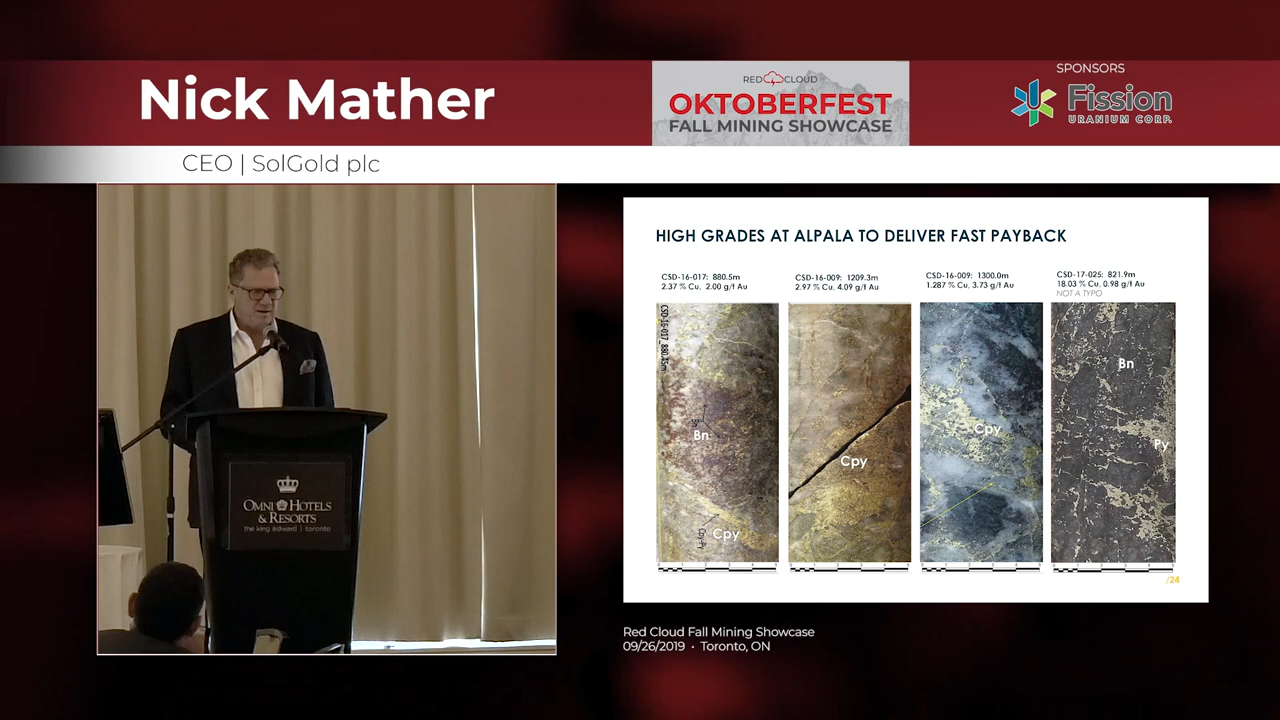 Nick Mather
CEO | SolGold plc
RED CLOUD
OKTOBERFEST
FALL MINING SHOWCASE
SPONSORS
Fission
URANIUM CORP.
OMNI HOTELS
& RESORTS
the king edward | toronto
HIGH GRADES AT ALPALA TO DELIVER FAST PAYBACK
CSD-16-017: 880.5m
2.37 % Cu, 2.00 g/t Au
CSD-16-009: 1209.3m
2.97 % Cu, 4.09 g/t Au
CSD-16-009: 1300.0m
1.287 % Cu, 3.73 g/t Au
CSD-17-025: 821.9m
18.03 % Cu, 0.98 g/t Au
NOT A TYPO
Bn
Cpy
Cpy
Cpy
Bn
Py
/24
Red Cloud Fall Mining Showcase
09/26/2019 • Toronto, ON